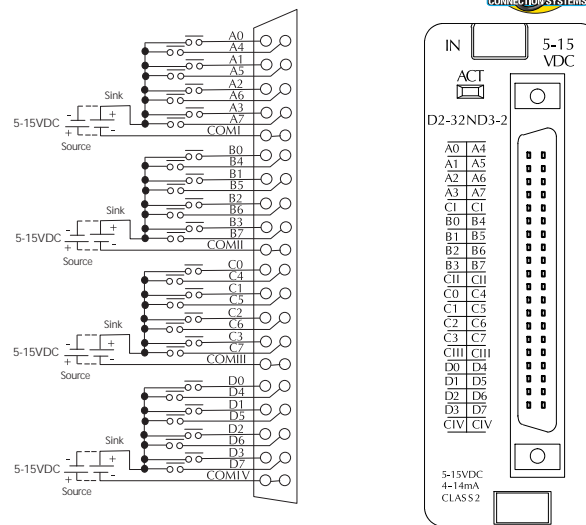 CONNECTION SYSTEMS
A0
A4
A1
A5
A2
A6
A3
A7
COMI
Sink
+ -
5-15VDC
- +
Source
B0
B4
B1
B5
B2
B6
B3
B7
COMII
Sink
+ -
5-15VDC
- +
Source
C0
C4
C1
C5
C2
C6
C3
C7
COMIII
Sink
+ -
5-15VDC
- +
Source
D0
D4
D1
D5
D2
D6
D3
D7
COMIV
Sink
+ -
5-15VDC
- +
Source
IN
5-15
VDC
ACT
D2-32ND3-2
A0 A4
A1 A5
A2 A6
A3 A7
CI CI
B0 B4
B1 B5
B2 B6
B3 B7
CII CII
C0 C4
C1 C5
C2 C6
C3 C7
CIII CIII
D0 D4
D1 D5
D2 D6
D3 D7
CIV CIV
5-15VDC
4-14mA
CLASS2